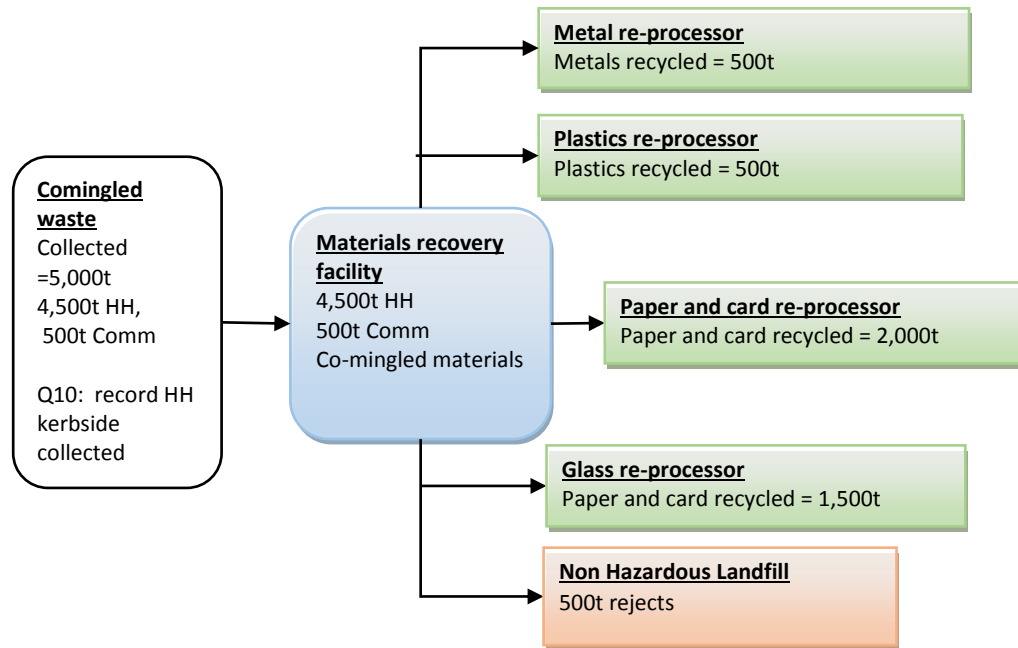 Comingled
waste
Collected
=5,000t
4,500t HH,
500t Comm
Q10: record HH
kerbside
collected
Materials recovery
facility
4,500t HH
500t Comm
Co-mingled materials
Metal re-processor
Metals recycled = 500t
Plastics re-processor
Plastics recycled = 500t
Paper and card re-processor
Paper and card recycled = 2,000t
Glass re-processor
Paper and card recycled = 1,500t
Non Hazardous Landfill
500t rejects